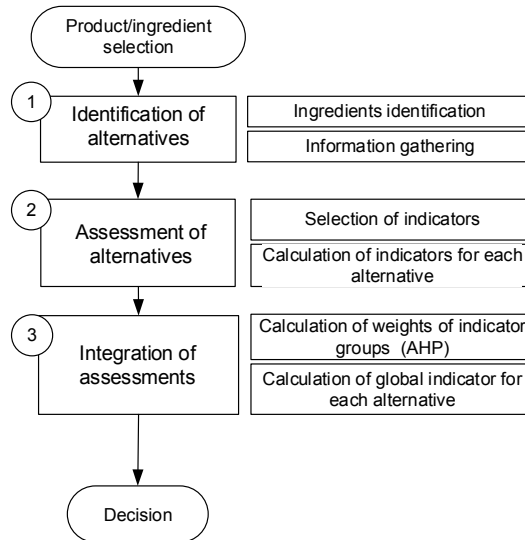 Product/ingredient
selection
1
Identification of
alternatives
Ingredients identification
Information gathering
2
Assessment of
alternatives
Selection of indicators
Calculation of indicators for each
alternative
3
Integration of
assessments
Calculation of weights of indicator
groups (AHP)
Calculation of global indicator for
each alternative
Decision